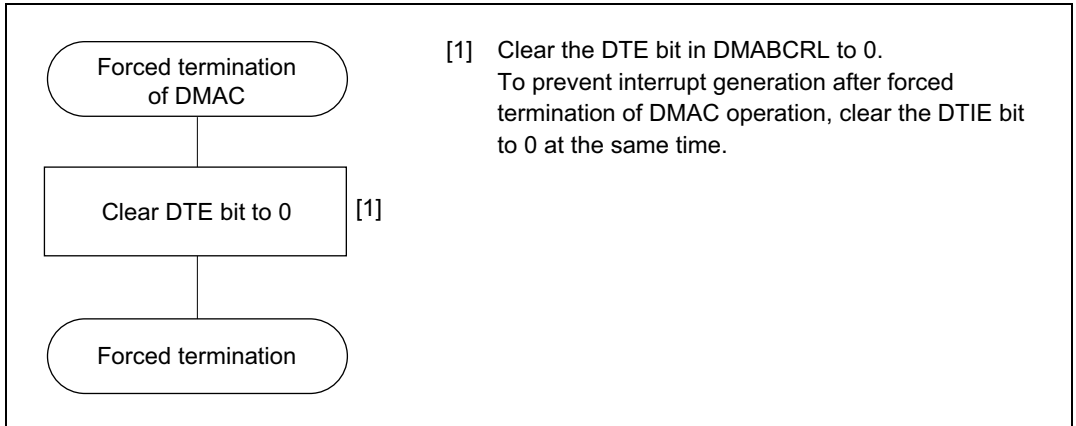 Forced termination
of DMAC
Clear DTE bit to 0
[1]
Forced termination
[1] Clear the DTE bit in DMABCRL to 0.
To prevent interrupt generation after forced
termination of DMAC operation, clear the DTIE bit
to 0 at the same time.